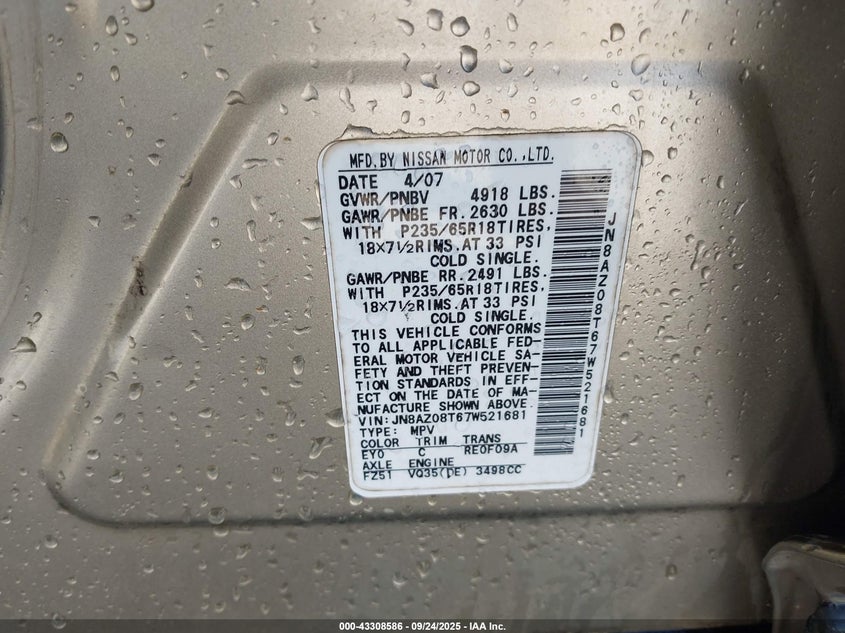 MFD.BY NISSAN MOTOR CO.,LTD.
DATE 4/07
GVWR/PNBV 4918 LBS.
GAWR/PNBE FR.2630 LBS.
WITH P235/65R18TIRES,
18×7½RIMS.AT 33 PSI
COLD SINGLE.
GAWR/PNBE RR.2491 LBS.
WITH P235/65R18TIRES,
18×7½RIMS.AT 33 PSI
COLD SINGLE.
THIS VEHICLE CONFORMS
TO ALL APPLICABLE FED-
ERAL MOTOR VEHICLE SA-
FETY AND THEFT PREVEN-
TION STANDARDS IN EFF-
ECT ON THE DATE OF MA-
NUFACTURE SHOWN ABOVE.
VIN:JN8AZ08T67W521681
TYPE: MPV
COLOR TRIM TRANS
EY0 C RE0F09A
AXLE ENGINE
FZ51 VQ35(DE) 3498CC
JN8AZ08T67W521681
000-43308586 - 09/24/2025 - IAA Inc.